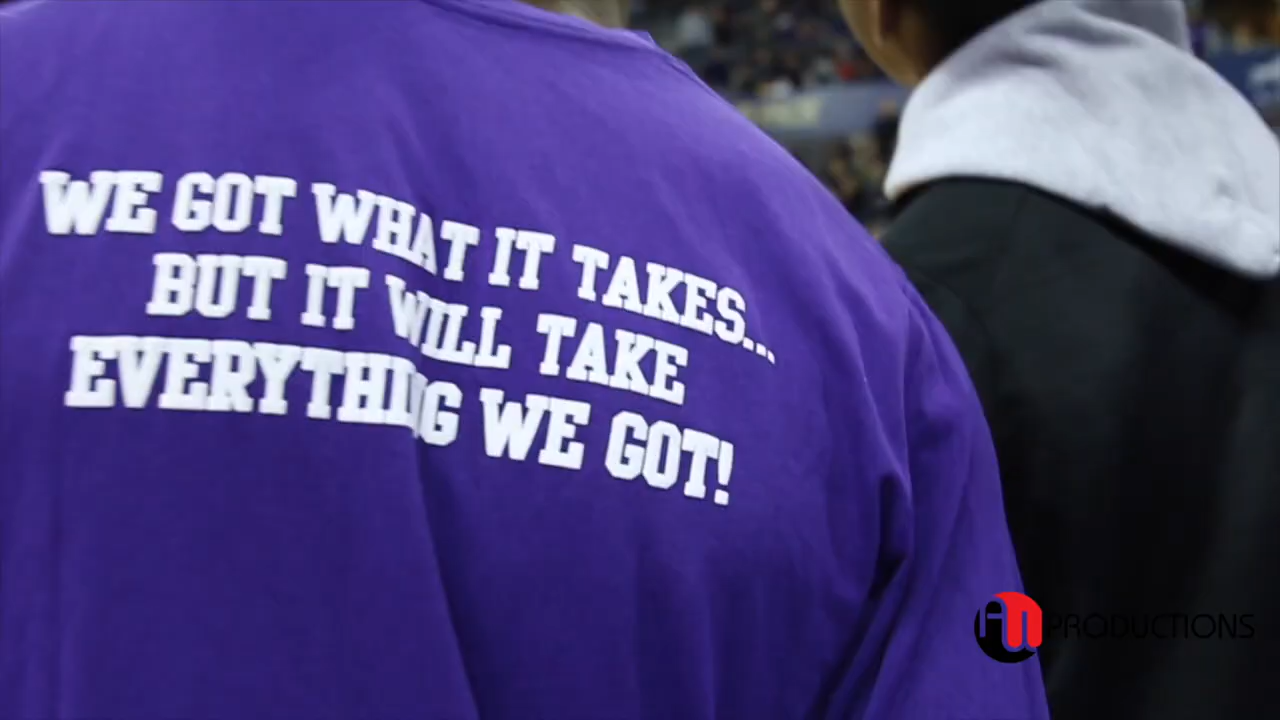 WE GOT WHAT IT TAKES...
BUT IT WILL TAKE
EVERYTHING WE GOT!
PRODUCTIONS